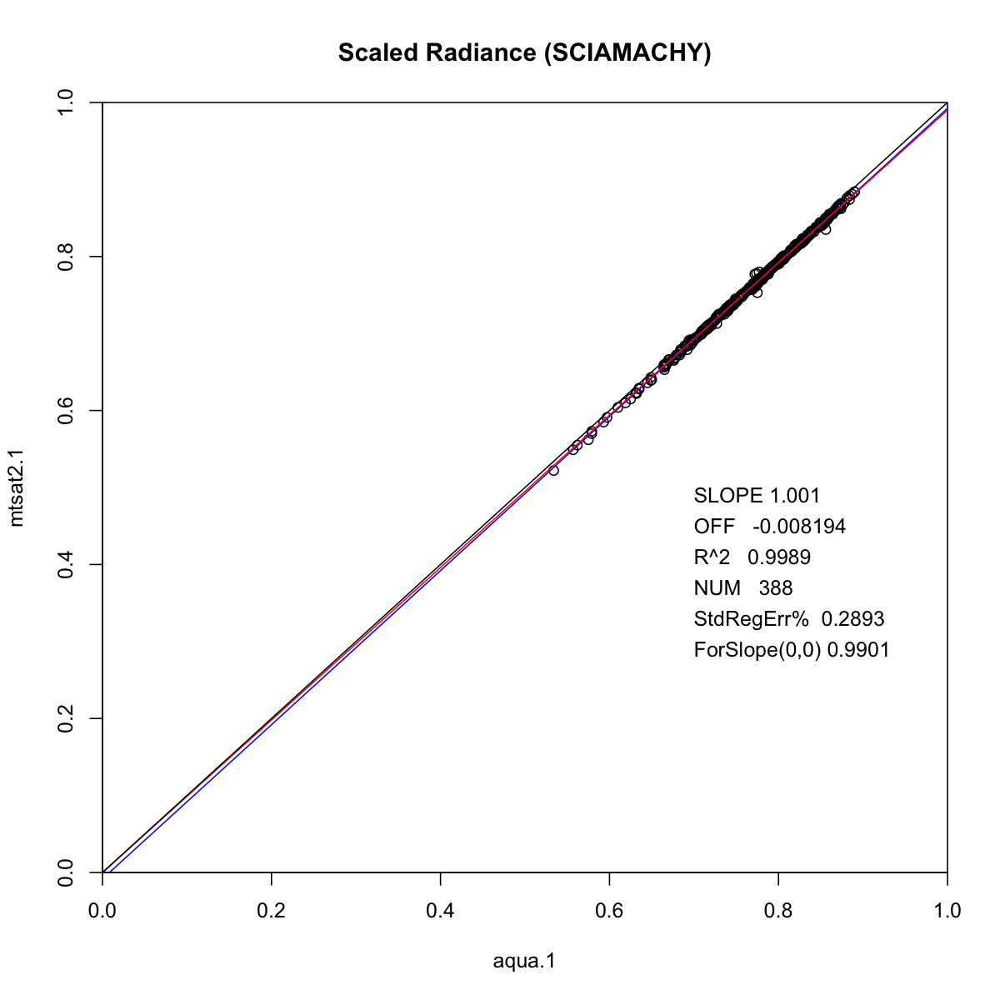 Scaled Radiance (SCIAMACHY)
1.0
0.8
0.6
0.4
0.2
0.0
mtsat2.1
SLOPE 1.001
OFF -0.008194
R^2 0.9989
NUM 388
StdRegErr% 0.2893
ForSlope(0,0) 0.9901
0.0 0.2 0.4 0.6 0.8 1.0
aqua.1